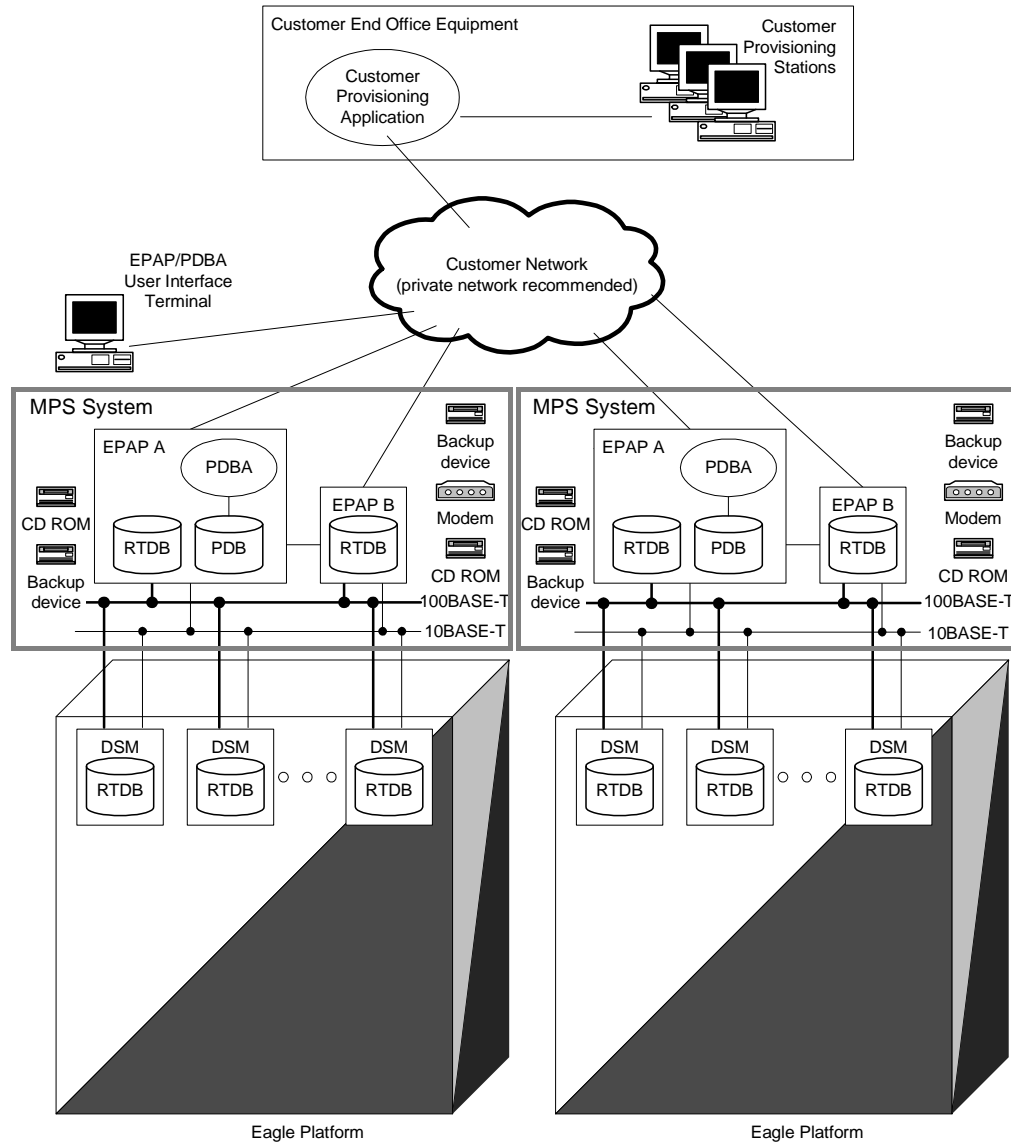 Customer End Office Equipment
Customer
Provisioning
Stations
Customer
Provisioning
Application
Customer Network
(private network recommended)
EPAP/PDBA
User Interface
Terminal
MPS System
EPAP A
PDBA
RTDB
PDB
EPAP B
RTDB
CD ROM
Backup
device
Backup
device
Modem
CD ROM
100BASE-T
10BASE-T
MPS System
EPAP A
PDBA
RTDB
PDB
EPAP B
RTDB
CD ROM
Backup
device
Backup
device
Modem
CD ROM
100BASE-T
10BASE-T
DSM
RTDB
DSM
RTDB
DSM
RTDB
DSM
RTDB
DSM
RTDB
DSM
RTDB
Eagle Platform
Eagle Platform